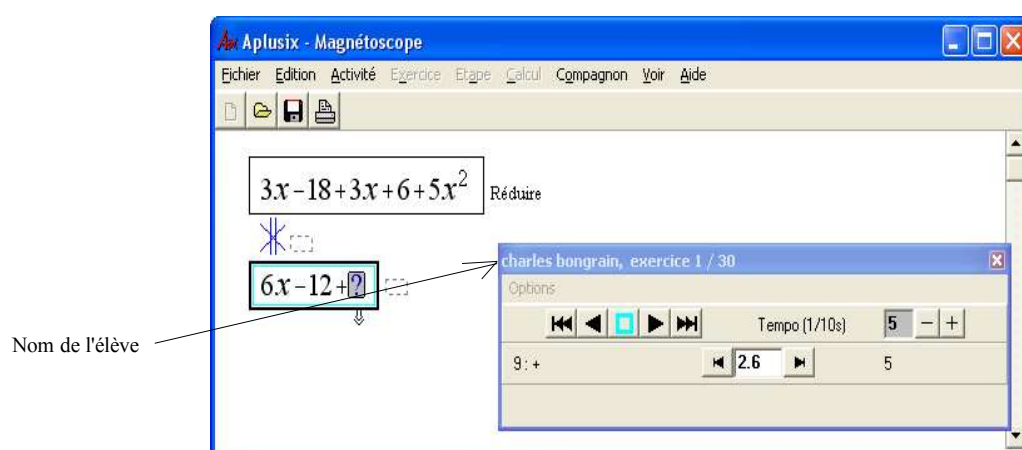 Aplusix - Magnétoscope
Fichier Edition Activité Exercice Etape Calcul Compagnon Voir Aide
3x-18+3x+6+5x² Réduire
6x-12+?
charles bongrain, exercice 1 / 30
Options
Tempo (1/10s) 5 - +
Nom de l'élève
9 : + 2.6 5